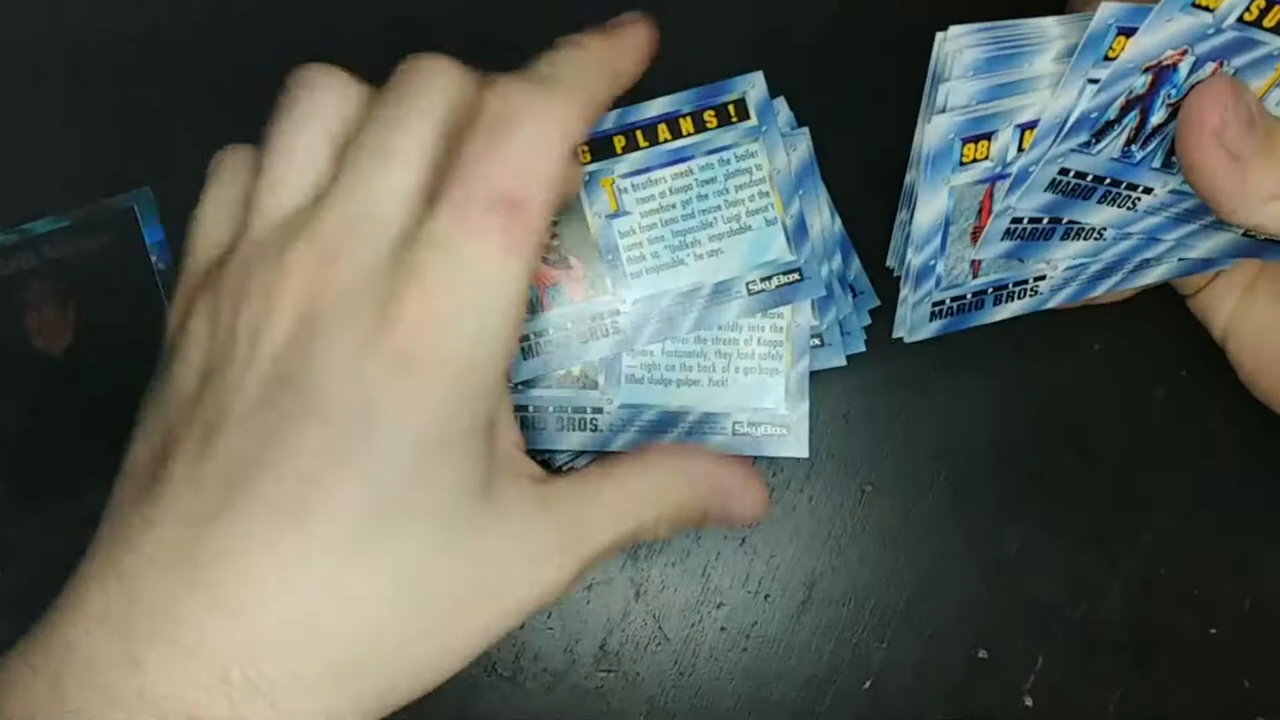 G PLANS!
The brothers sneak into the boiler
room at Koopa Tower, plotting to
somehow get the rock pendant
back from Lena and rescue Daisy at the
same time. Impossible? Luigi doesn't
think so. "Unlikely, improbable... but
not impossible," he says.
SkyBox
MARIO BROS.
Mario
wildly into the
over the streets of Koopa
Square. Fortunately, they land safely
— right on the back of a garbage-
filled sludge-gulper. Yuck!
BROS.
SkyBox
98
MARIO BROS.
9
MARIO BROS.
SU
MARIO BROS.